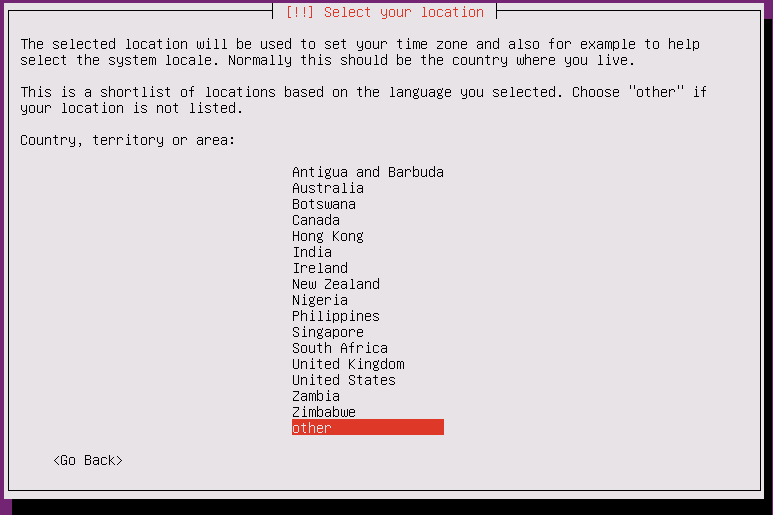 [!!] Select your location
The selected location will be used to set your time zone and also for example to help
select the system locale. Normally this should be the country where you live.
This is a shortlist of locations based on the language you selected. Choose "other" if
your location is not listed.
Country, territory or area:
Antigua and Barbuda
Australia
Botswana
Canada
Hong Kong
India
Ireland
New Zealand
Nigeria
Philippines
Singapore
South Africa
United Kingdom
United States
Zambia
Zimbabwe
other
<Go Back>